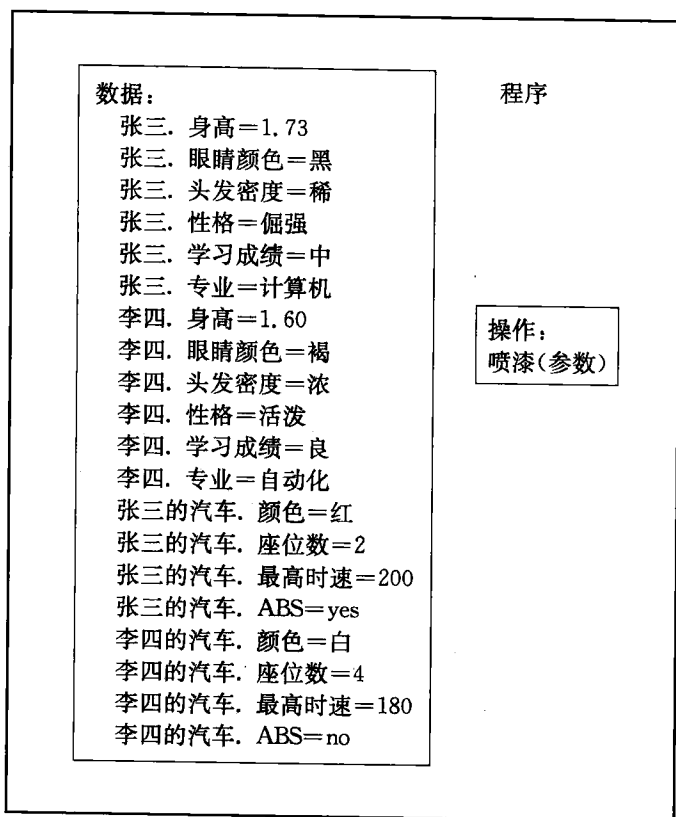 数据：
程序
张三. 身高＝1.73
张三. 眼睛颜色＝黑
张三. 头发密度＝稀
张三. 性格＝倔强
张三. 学习成绩＝中
张三. 专业＝计算机
李四. 身高＝1.60
李四. 眼睛颜色＝褐
李四. 头发密度＝浓
李四. 性格＝活泼
李四. 学习成绩＝良
李四. 专业＝自动化
张三的汽车. 颜色＝红
张三的汽车. 座位数＝2
张三的汽车. 最高时速＝200
张三的汽车. ABS＝yes
李四的汽车. 颜色＝白
李四的汽车. 座位数＝4
李四的汽车. 最高时速＝180
李四的汽车. ABS＝no
操作：
喷漆(参数)